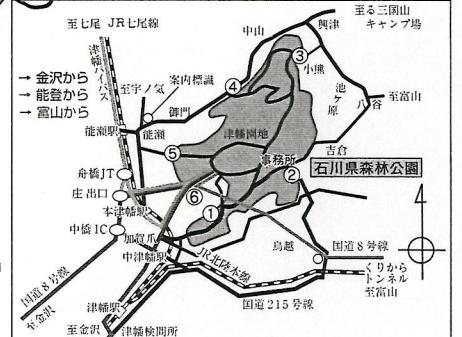 至七尾 JR七尾線
至る三国山
キャンプ場
興津
中山
津幡バイパス
→ 金沢から
→ 能登から
→ 富山から
案内標識
至宇ノ気
御門
③
小熊
④
池ヶ原
八谷
至富山
能瀬駅
能瀬
⑤
津幡園地
吉倉
事務所
石川県森林公園
②
舟橋JT
庄出口
⑥
本津幡駅
①
中橋IC
加賀爪
中津幡駅
JR北陸本線
鳥越
国道8号線
くりから
トンネル
至富山
国道8号線
至金沢
津幡駅
国道215号線
至金沢
津幡検問所